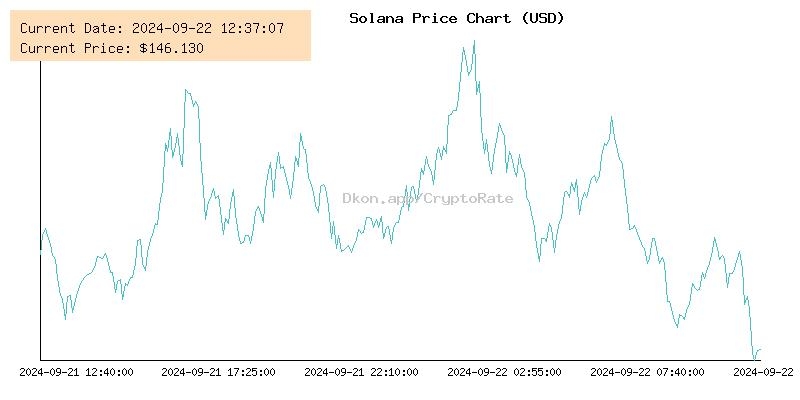 Solana Price Chart (USD)
Current Date: 2024-09-22 12:37:07
Current Price: $146.130
Dkon.app/CryptoRate
2024-09-21 12:40:00
2024-09-21 17:25:00
2024-09-21 22:10:00
2024-09-22 02:55:00
2024-09-22 07:40:00
2024-09-22